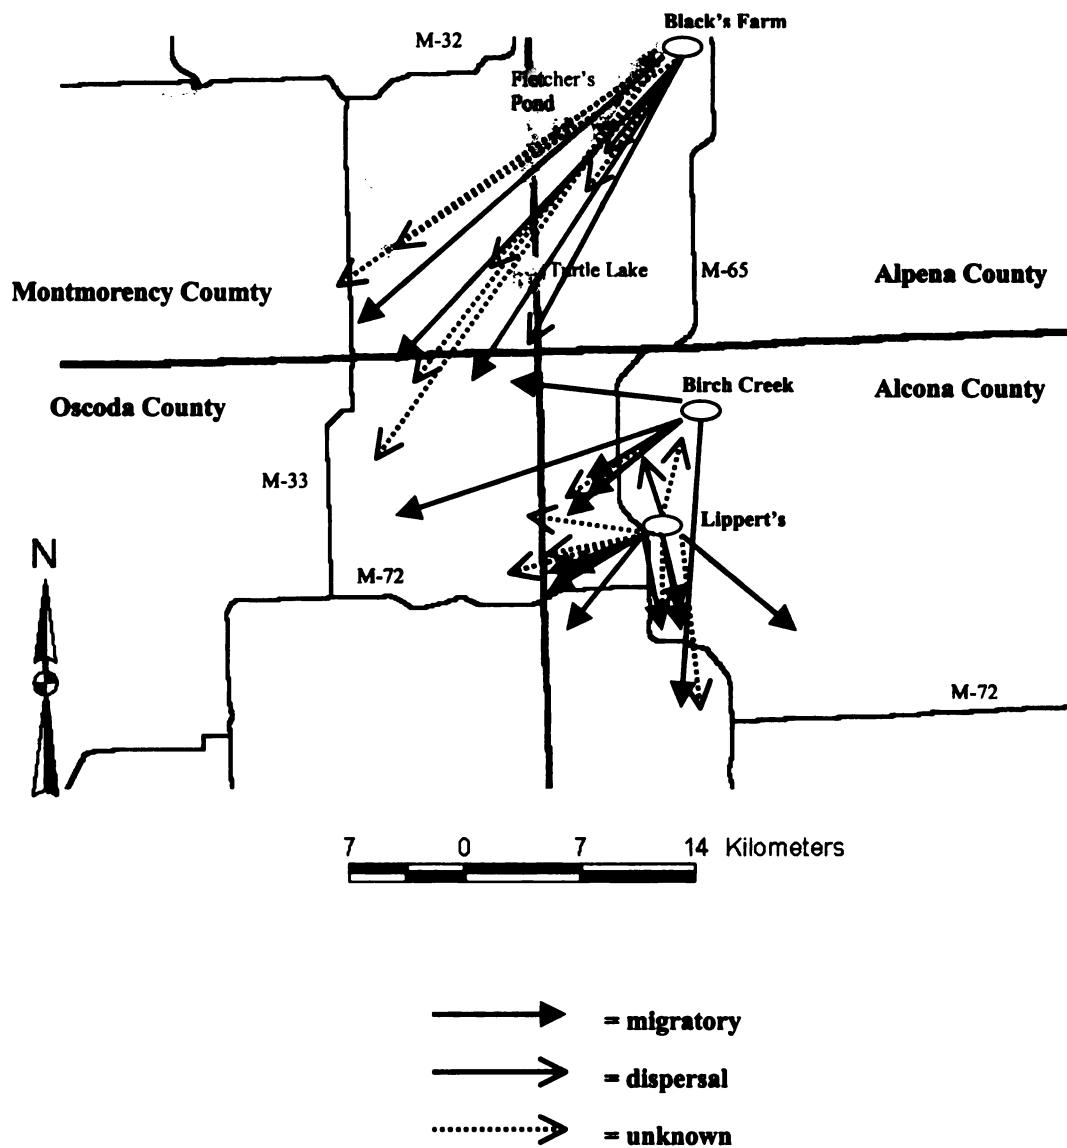 Black's Farm
M-32
Fletcher's
Pond
Turtle Lake
M-65
Alpena County
Montmorency Coumty
Birch Creek
Alcona County
Oscoda County
M-33
Lippert's
N
M-72
M-72
7 0 7 14 Kilometers
= migratory
= dispersal
= unknown